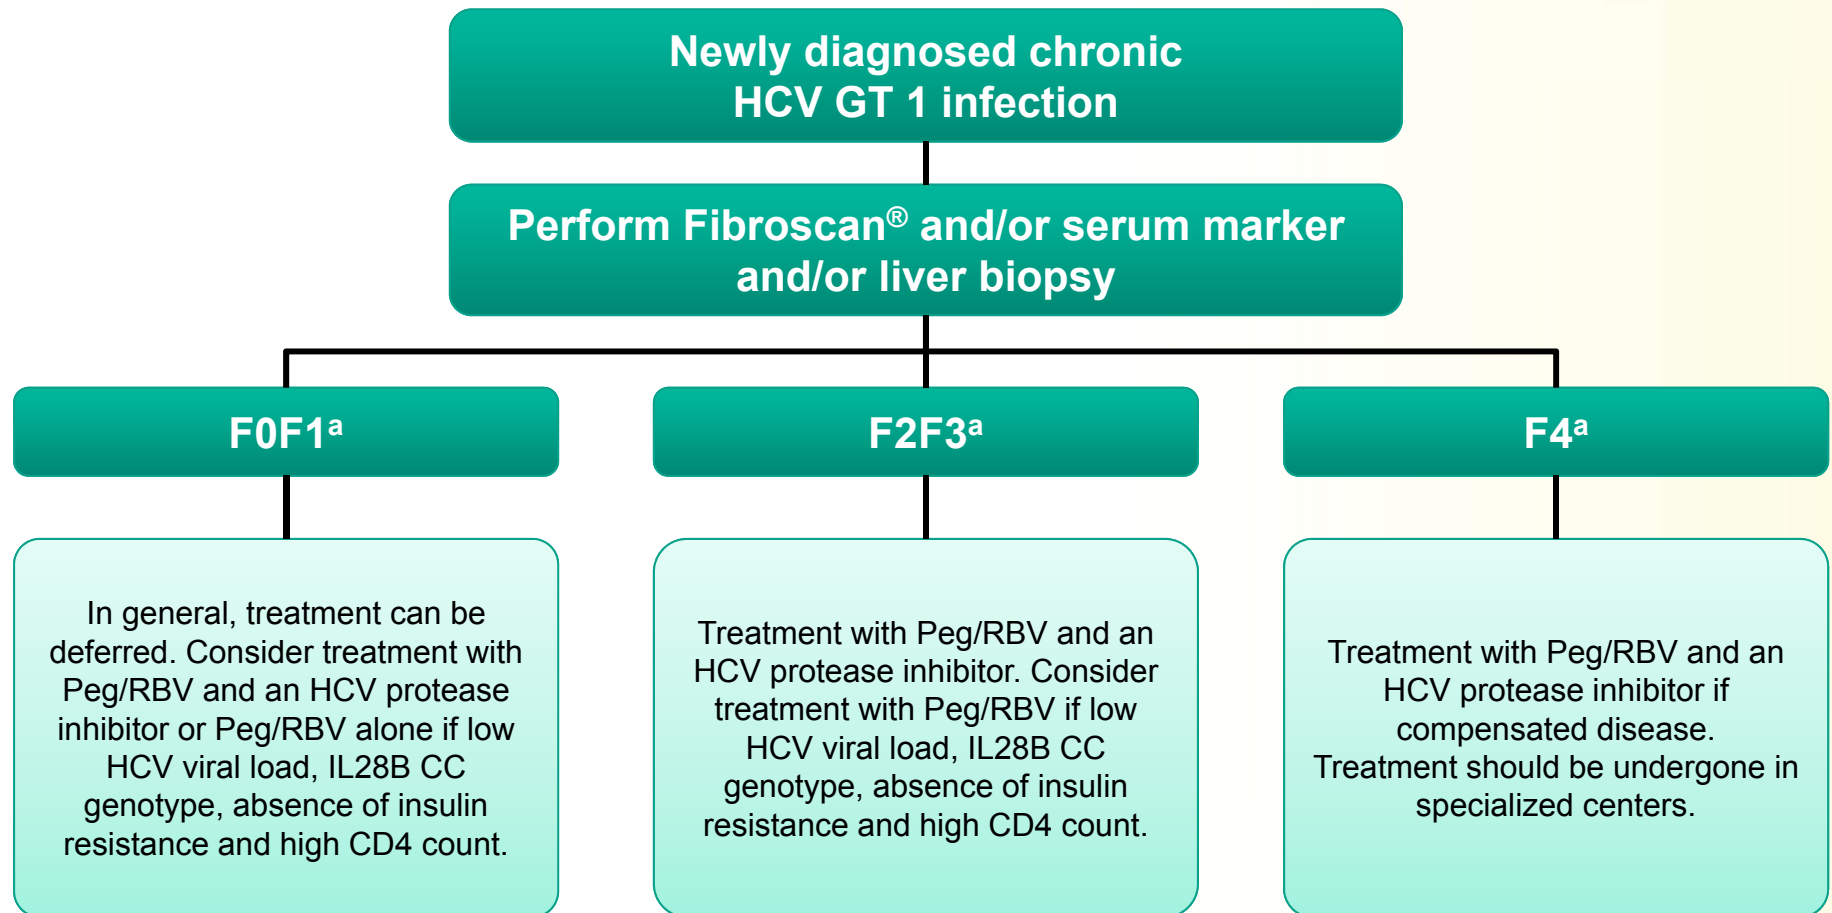 Newly diagnosed chronic
HCV GT 1 infection
Perform Fibroscan® and/or serum marker
and/or liver biopsy
F0F1ª
F2F3ª
F4ª
In general, treatment can be
deferred. Consider treatment with
Peg/RBV and an HCV protease
inhibitor or Peg/RBV alone if low
HCV viral load, IL28B CC
genotype, absence of insulin
resistance and high CD4 count.
Treatment with Peg/RBV and an
HCV protease inhibitor. Consider
treatment with Peg/RBV if low
HCV viral load, IL28B CC
genotype, absence of insulin
resistance and high CD4 count.
Treatment with Peg/RBV and an
HCV protease inhibitor if
compensated disease.
Treatment should be undergone in
specialized centers.